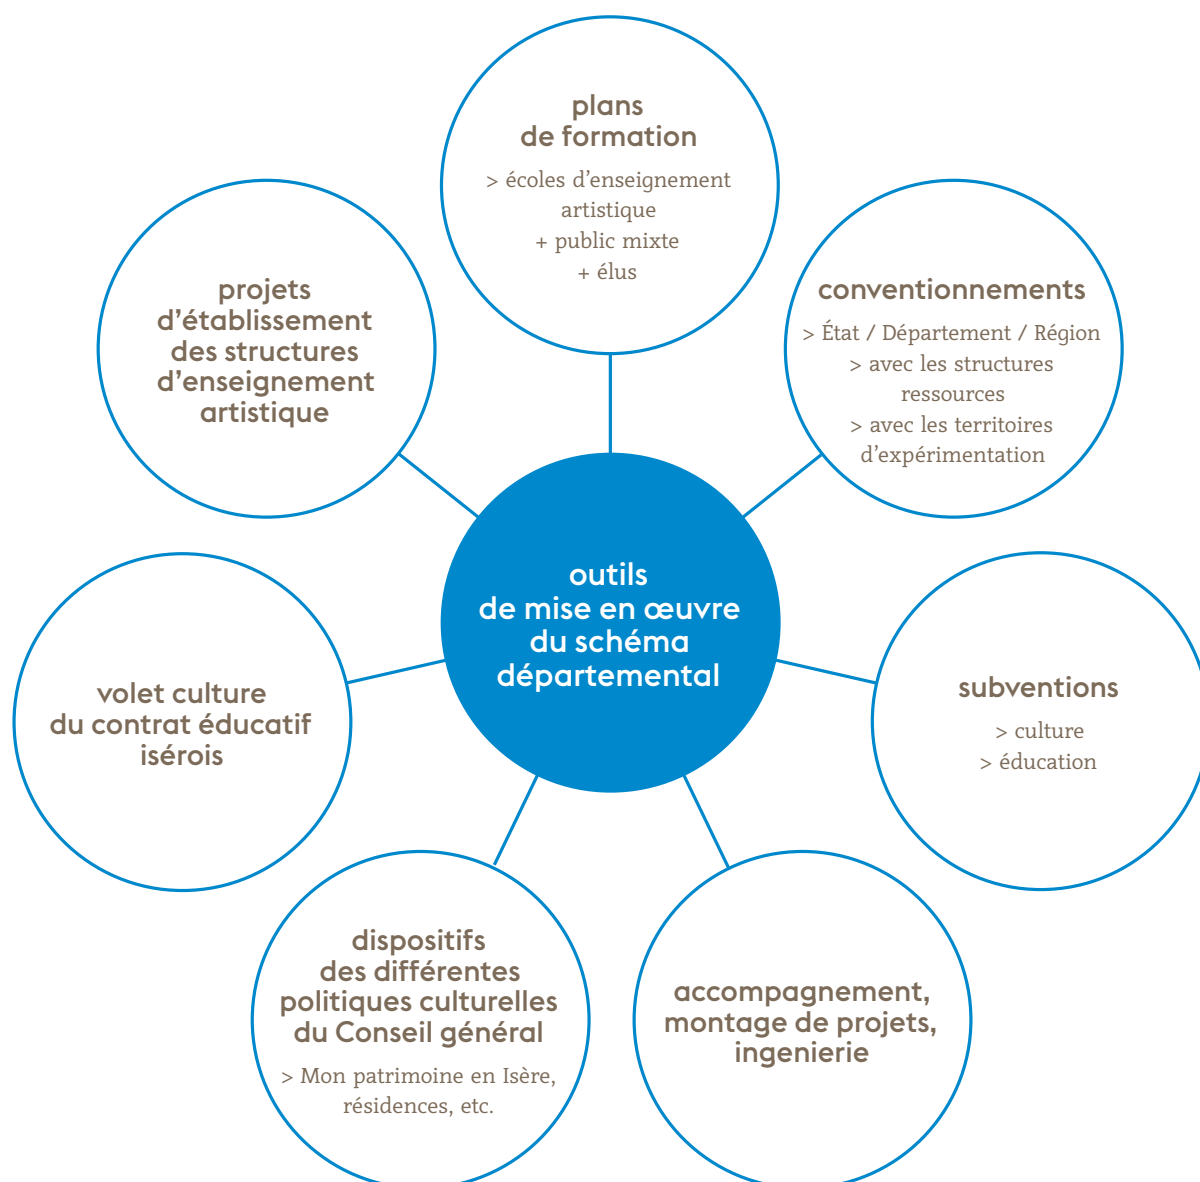 plans
de formation
> écoles d'enseignement
artistique
+ public mixte
+ élus
projets
d'établissement
des structures
d'enseignement
artistique
conventionnements
> État / Département / Région
> avec les structures
ressources
> avec les territoires
d'expérimentation
outils
de mise en œuvre
du schéma
départemental
volet culture
du contrat éducatif
isérois
subventions
> culture
> éducation
dispositifs
des différentes
politiques culturelles
du Conseil général
> Mon patrimoine en Isère,
résidences, etc.
accompagnement,
montage de projets,
ingenierie